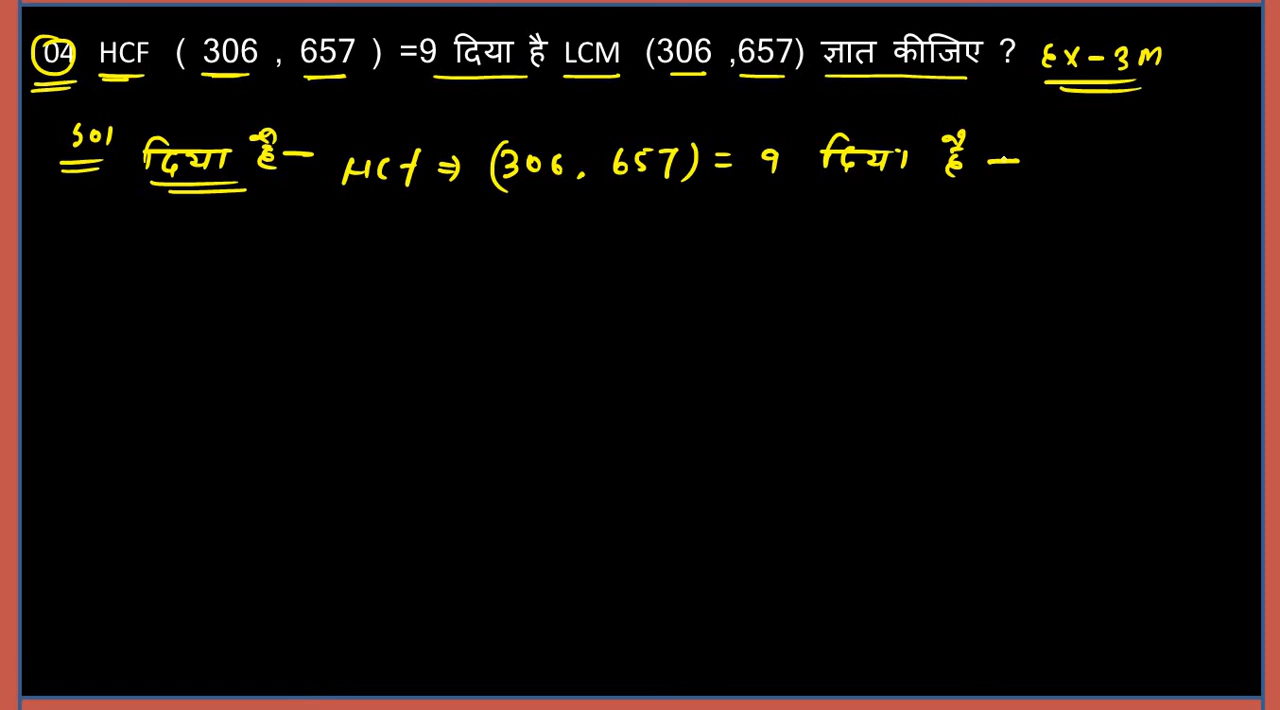 04 HCF ( 306 , 657 ) =9 दिया है LCM (306 ,657) ज्ञात कीजिए ? Ex - 3M
Sol दिया है - HCf ⇒ (306, 657) = 9 दिया है -